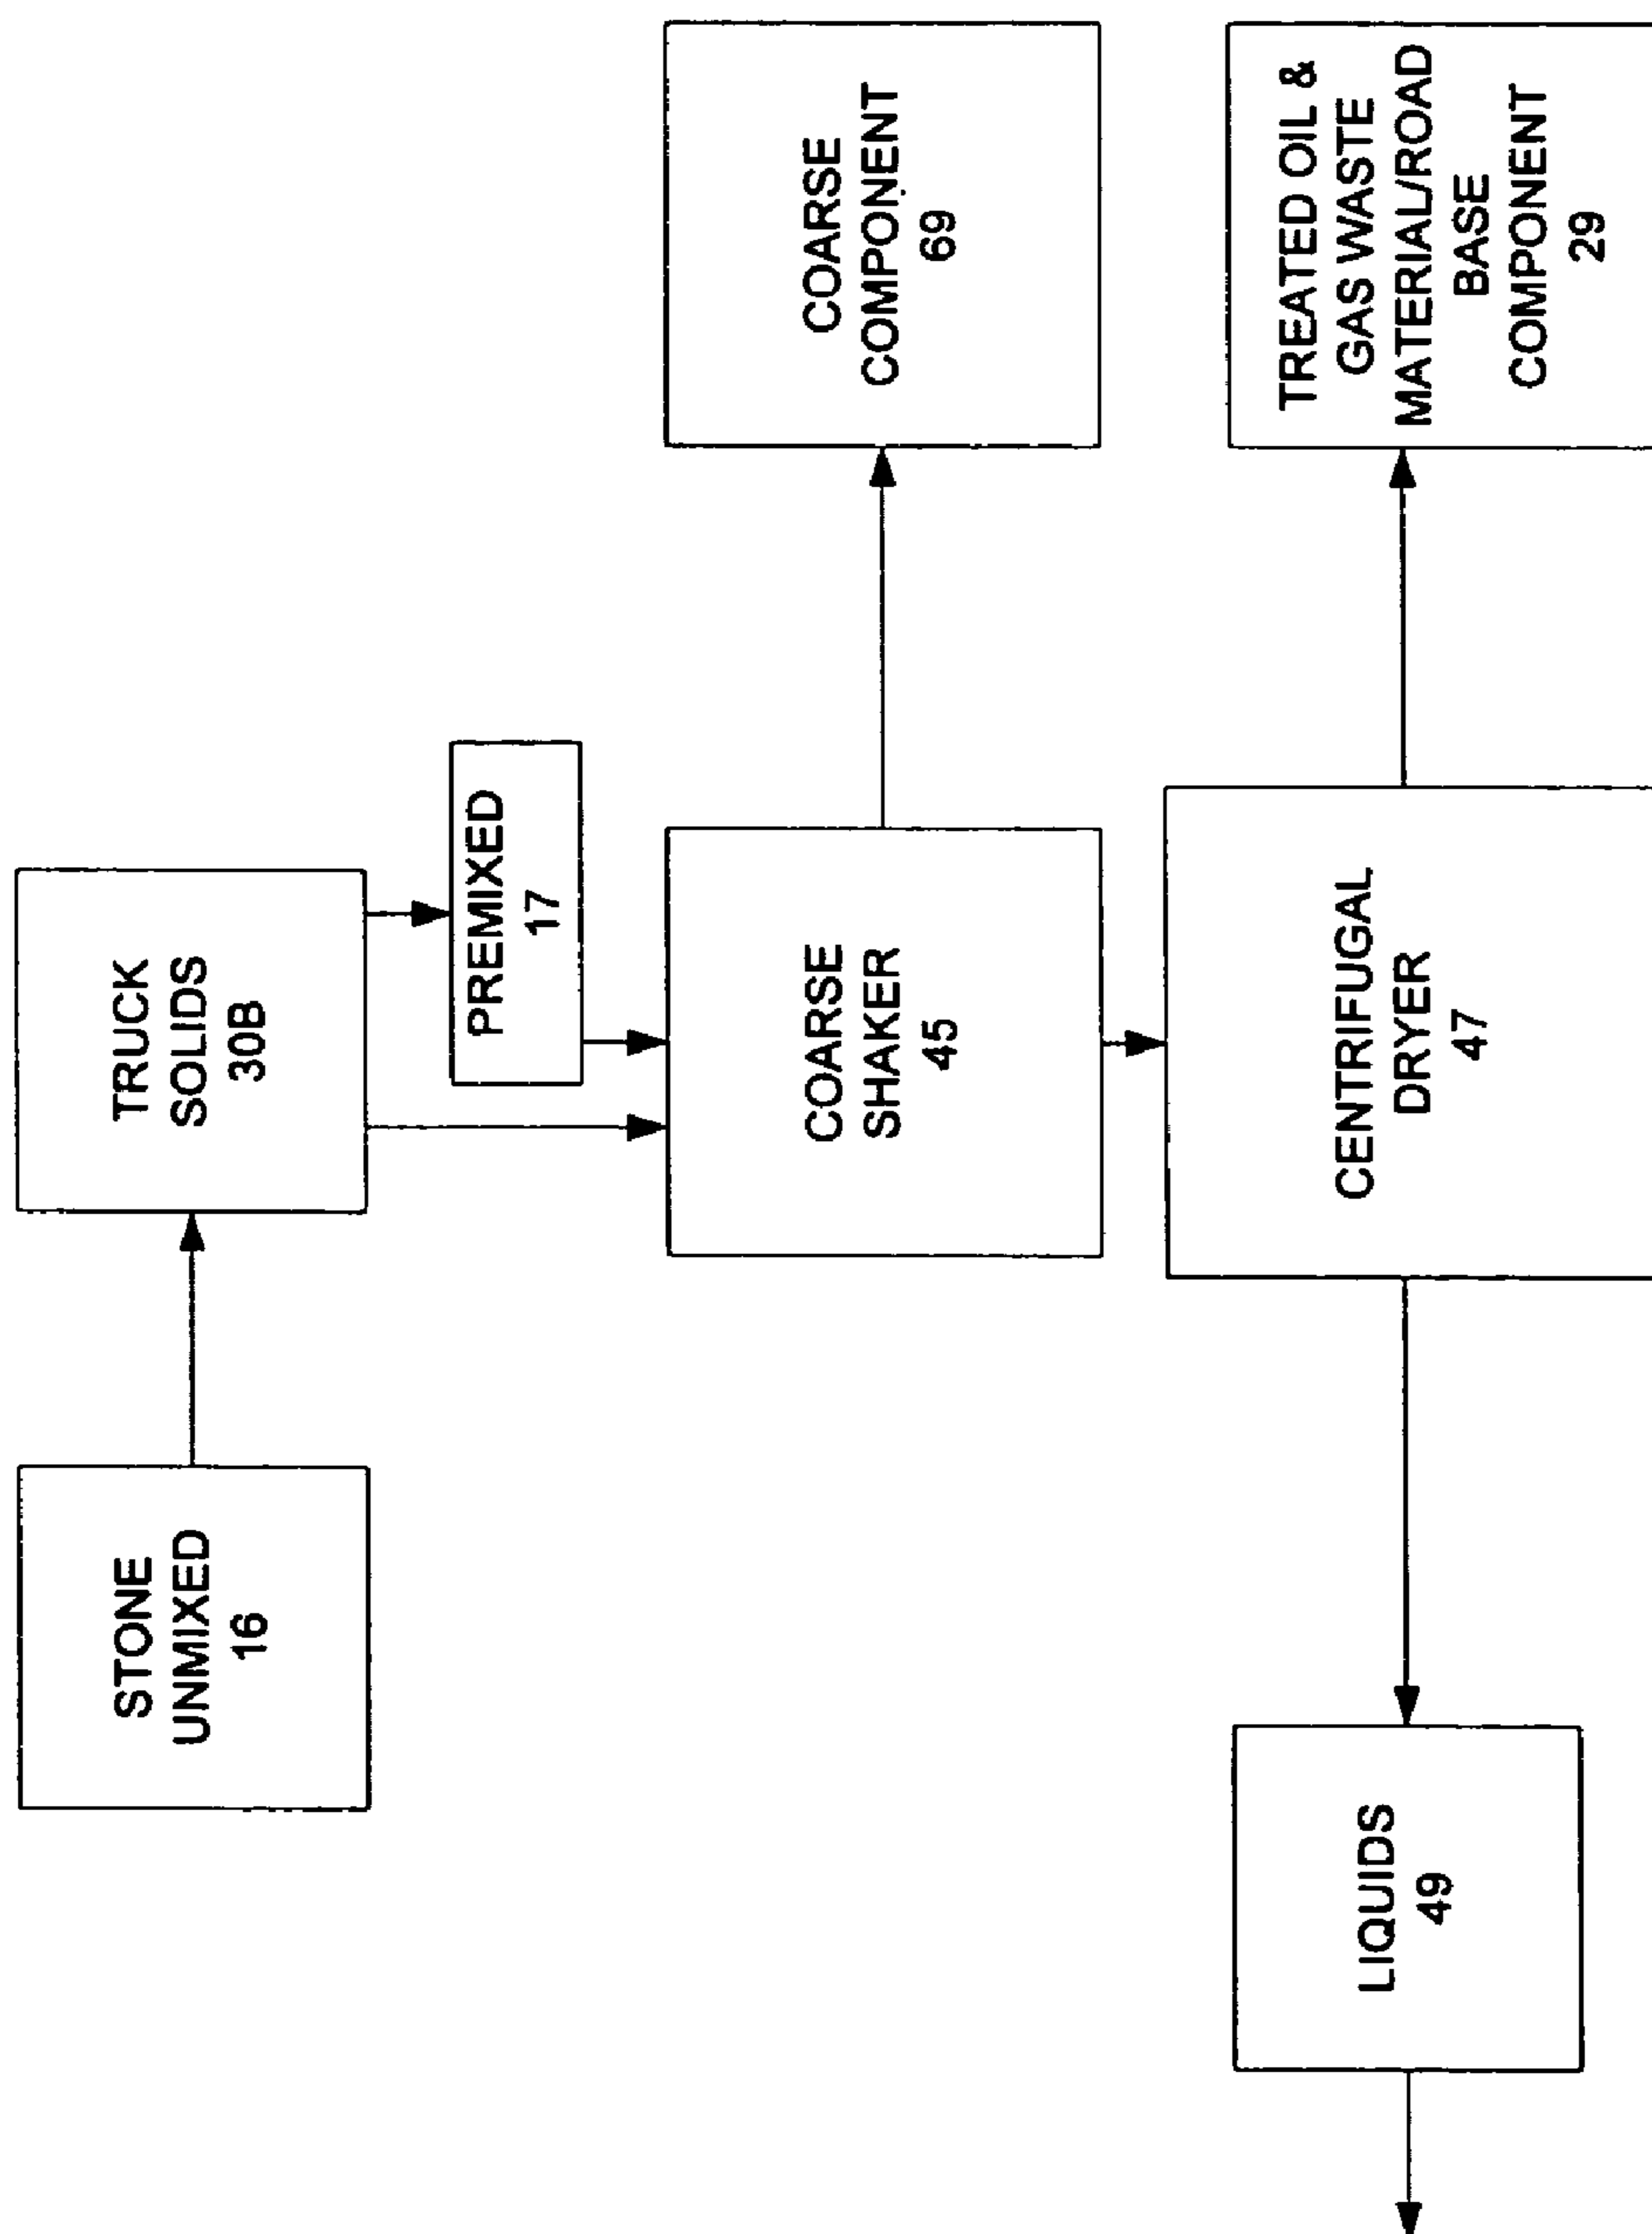 STONE
UNMIXED
16
TRUCK
SOLIDS
30B
PREMIXED
17
COARSE
SHAKER
45
COARSE
COMPONENT
69
LIQUIDS
49
CENTRIFUGAL
DRYER
47
TREATED OIL &
GAS WASTE
MATERIAL/ROAD
BASE
COMPONENT
29